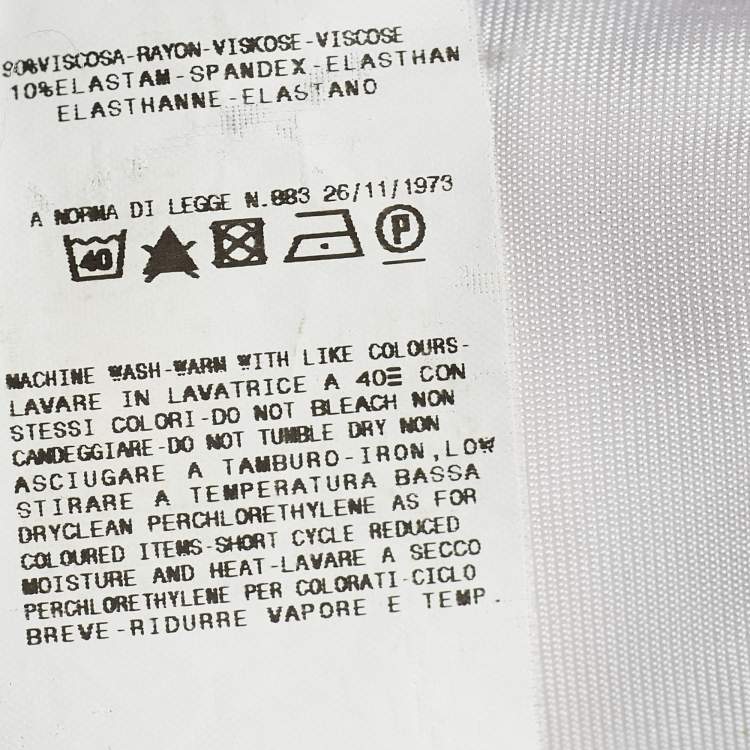 90%VISCOSA-RAYON-VISKOSE-VISCOSE
10%ELASTAM-SPANDEX-ELASTHAN
ELASTHANNE-ELASTANO
A NORMA DI LEGGE N.883 26/11/1973
40 P
MACHINE WASH-WARM WITH LIKE COLOURS-
LAVARE IN LAVATRICE A 40Ξ CON
STESSI COLORI-DO NOT BLEACH NON
CANDEGGIARE-DO NOT TUMBLE DRY NON
ASCIUGARE A TAMBURO-IRON,LOW
STIRARE A TEMPERATURA BASSA
DRYCLEAN PERCHLORETHYLENE AS FOR
COLOURED ITEMS-SHORT CYCLE REDUCED
MOISTURE AND HEAT-LAVARE A SECCO
PERCHLORETHYLENE PER COLORATI-CICLO
BREVE-RIDURRE VAPORE E TEMP.